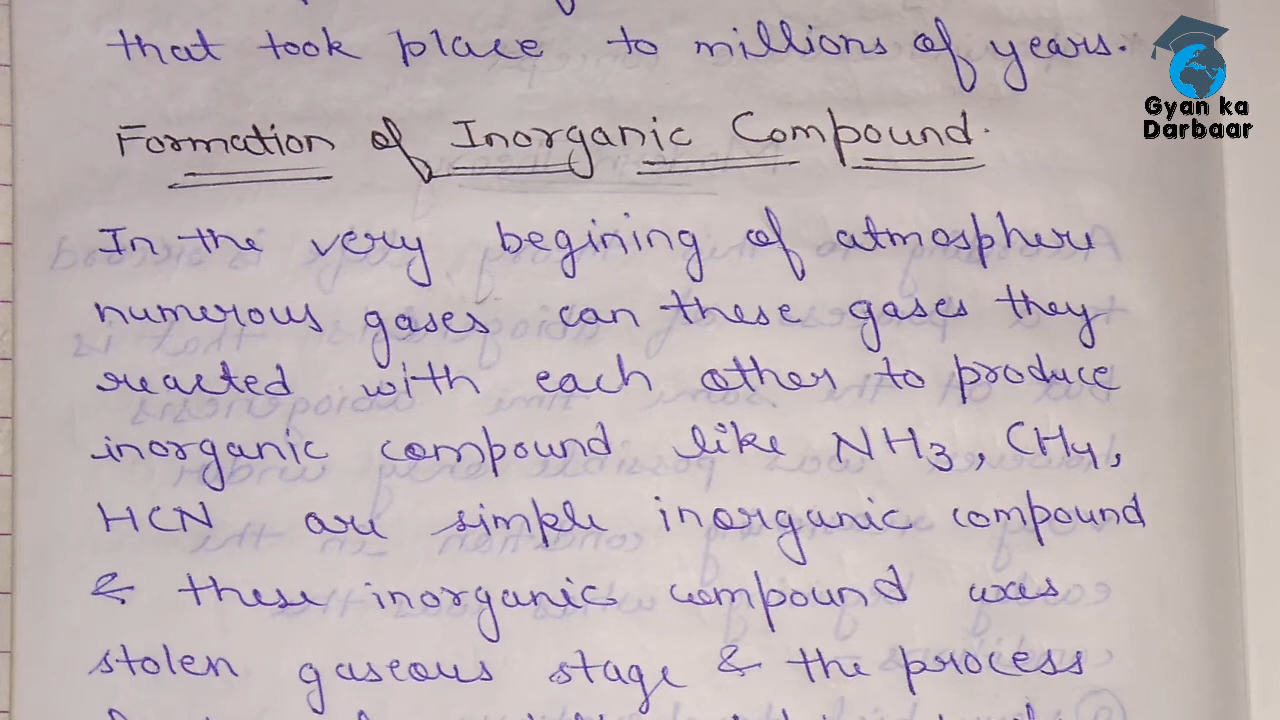 that took place to millions of years.
Gyan ka
Darbaar
Formation of Inorganic Compound.
In the very begining of atmosphere
numerous gases can these gases they
reacted with each other to produce
inorganic compound like NH3, CH4,
HCN are simple inorganic compound
& these inorganic compound was
stolen gaseous stage & the process